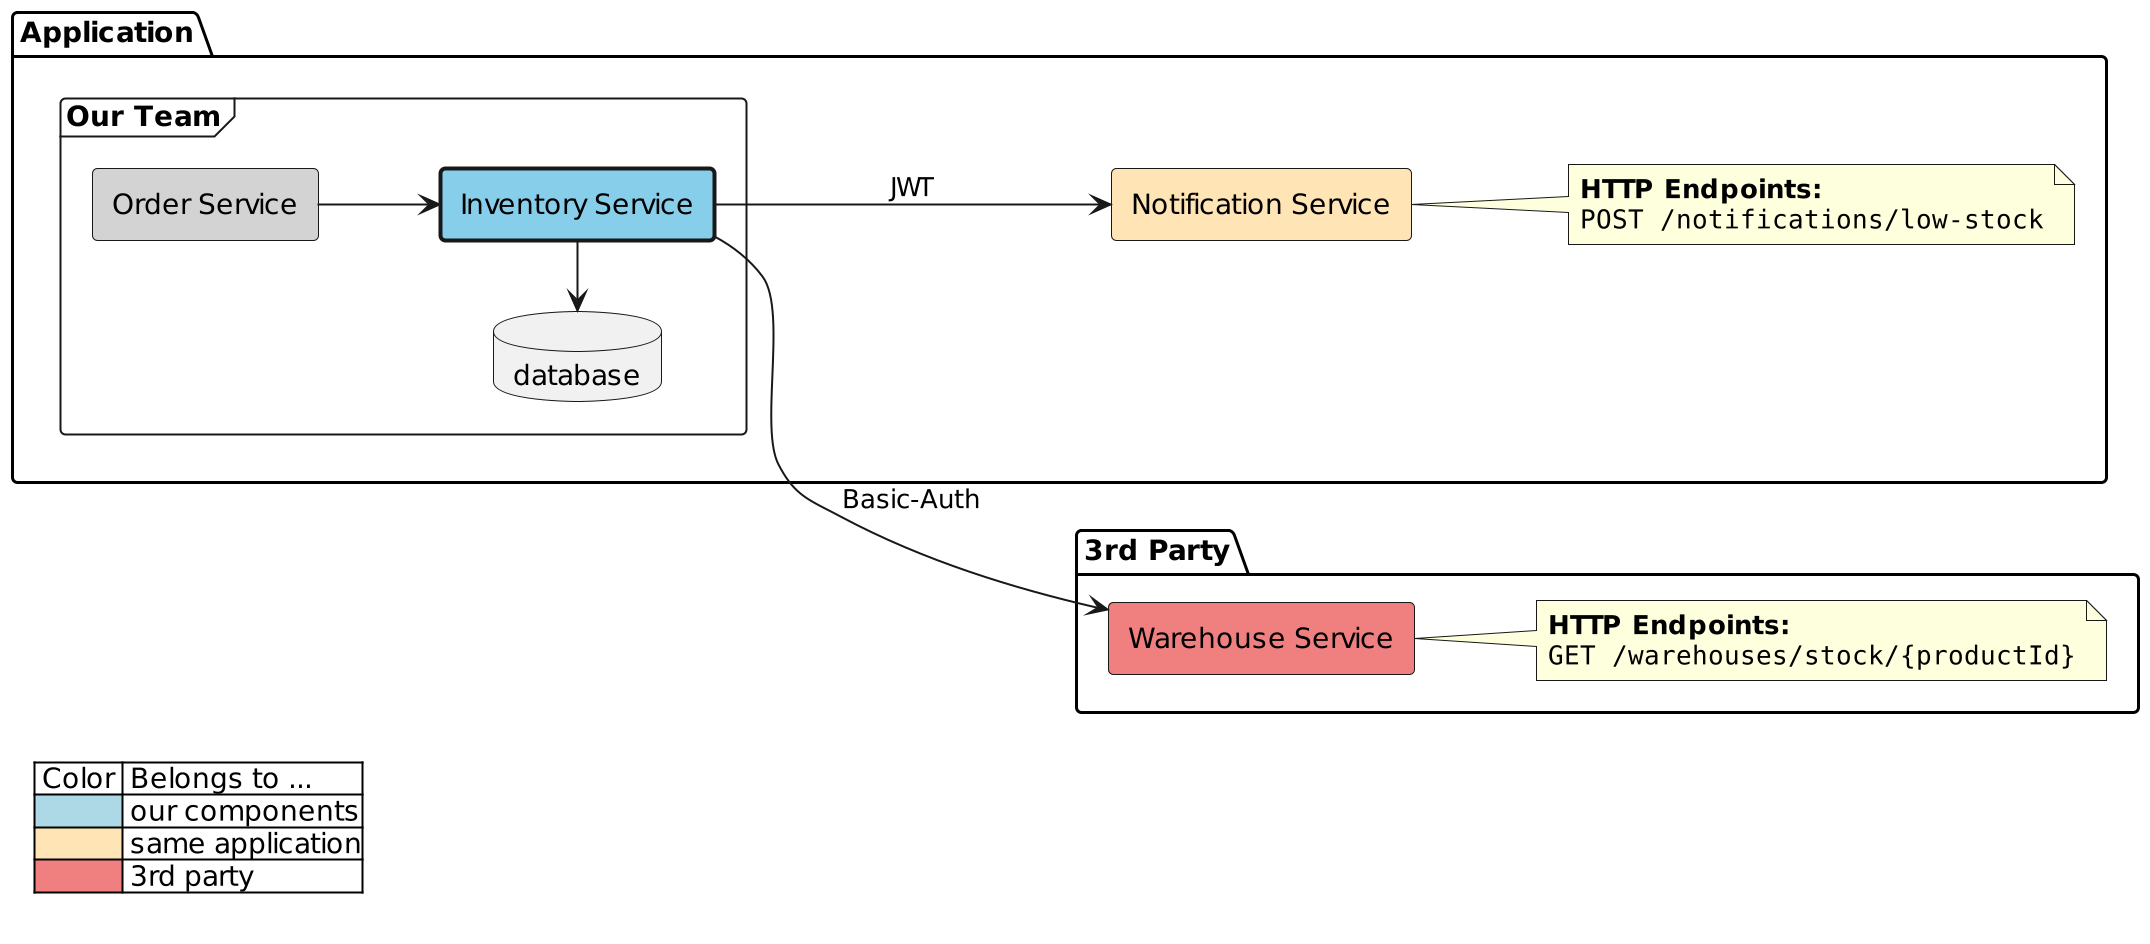 Application
Our Team
Order Service
Inventory Service
JWT
Notification Service
HTTP Endpoints:
POST /notifications/low-stock
database
Basic-Auth
3rd Party
Warehouse Service
HTTP Endpoints:
GET /warehouses/stock/{productId}
Color Belongs to ...
our components
same application
3rd party